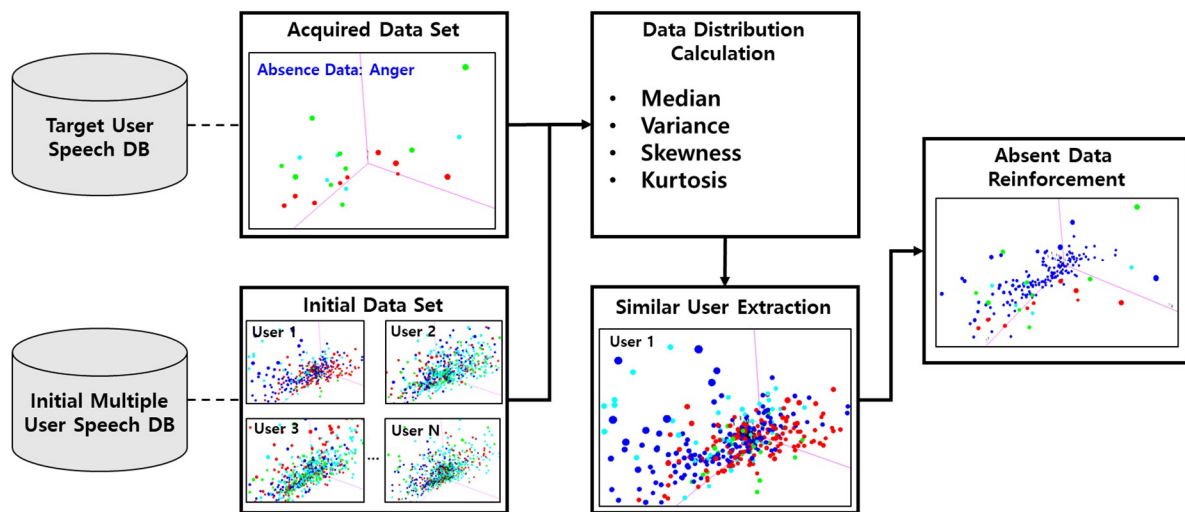 Target User
Speech DB
Acquired Data Set
Absence Data: Anger
Data Distribution
Calculation
• Median
• Variance
• Skewness
• Kurtosis
Absent Data
Reinforcement
Initial Multiple
User Speech DB
Initial Data Set
User 1
User 2
User 3
...
User N
Similar User Extraction
User 1